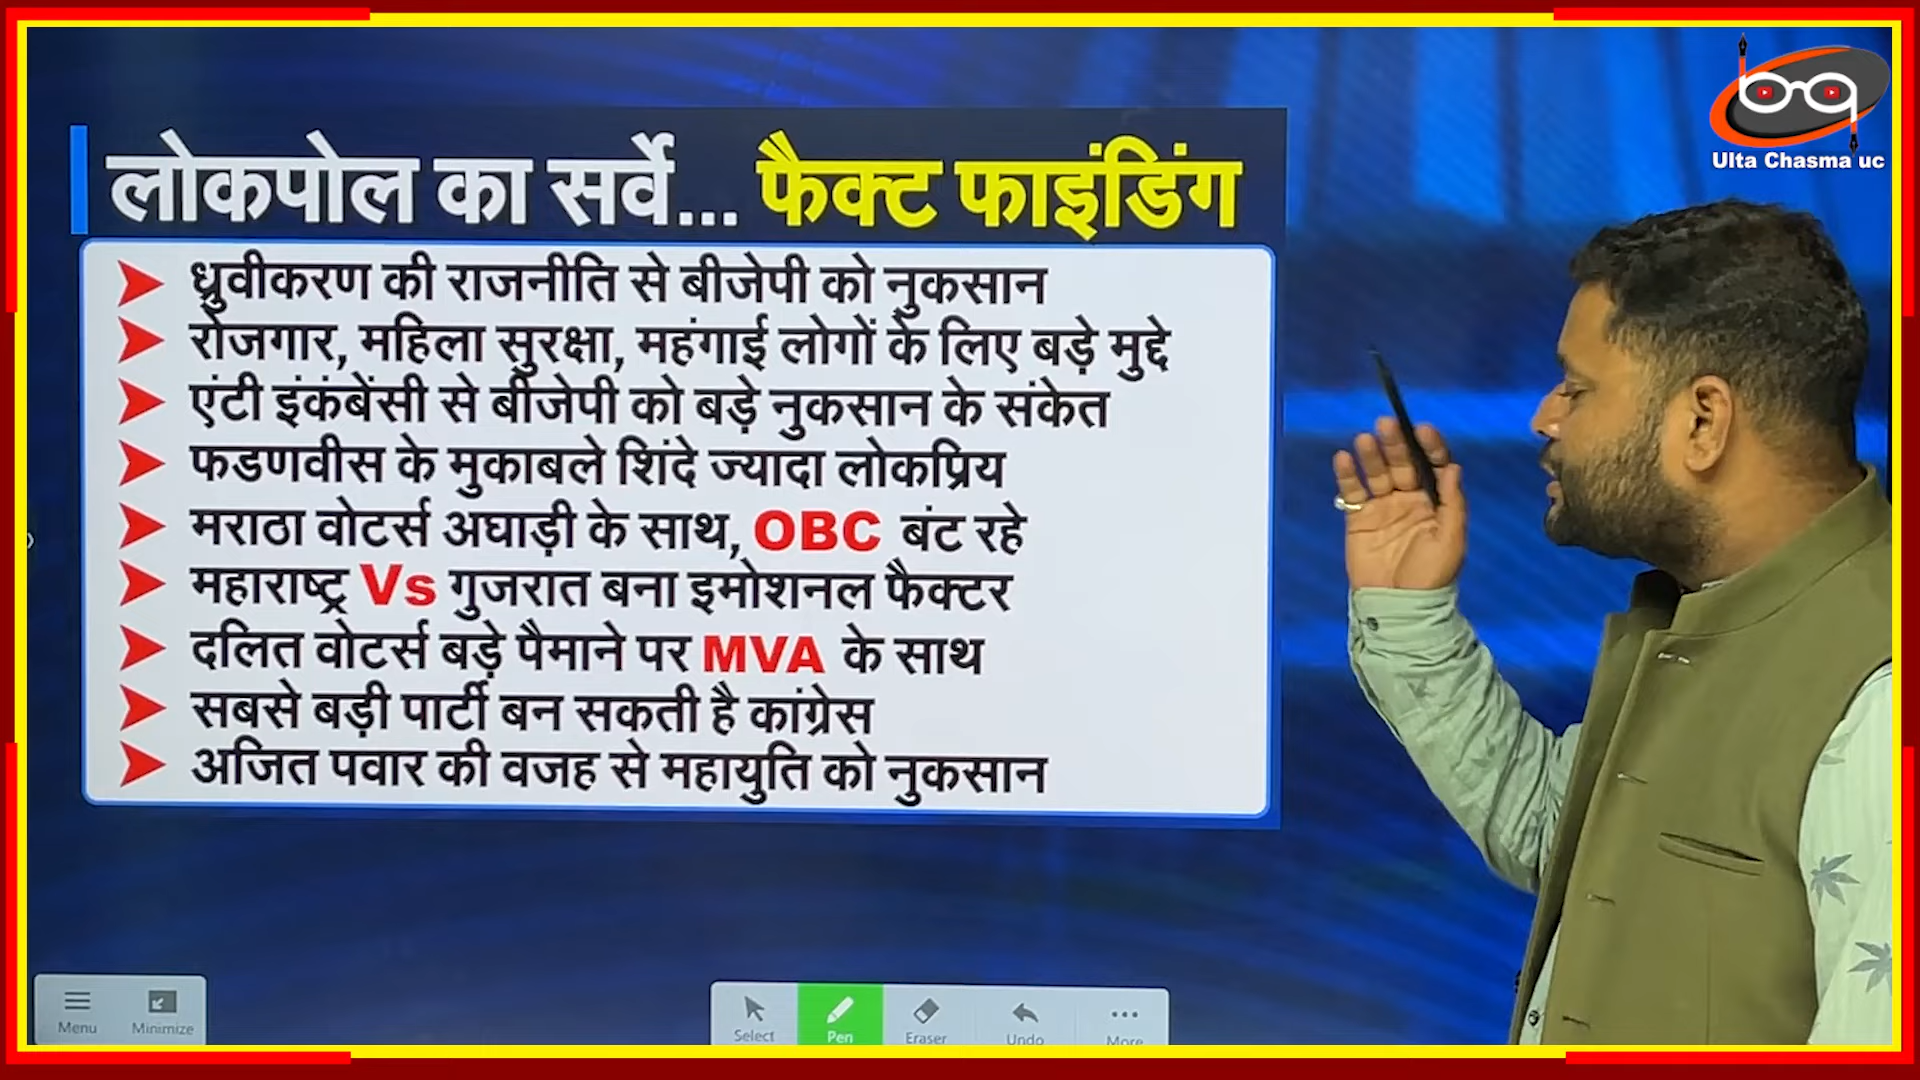 Ulta Chasma uc
लोकपोल का सर्वे... फैक्ट फाइंडिंग
ध्रुवीकरण की राजनीति से बीजेपी को नुकसान
रोजगार, महिला सुरक्षा, महंगाई लोगों के लिए बड़े मुद्दे
एंटी इंकंबेंसी से बीजेपी को बड़े नुकसान के संकेत
फडणवीस के मुकाबले शिंदे ज्यादा लोकप्रिय
मराठा वोटर्स अघाड़ी के साथ, OBC बंट रहे
महाराष्ट्र Vs गुजरात बना इमोशनल फैक्टर
दलित वोटर्स बड़े पैमाने पर MVA के साथ
सबसे बड़ी पार्टी बन सकती है कांग्रेस
अजित पवार की वजह से महायुति को नुकसान
Menu Minimize Select Pen Eraser Undo More